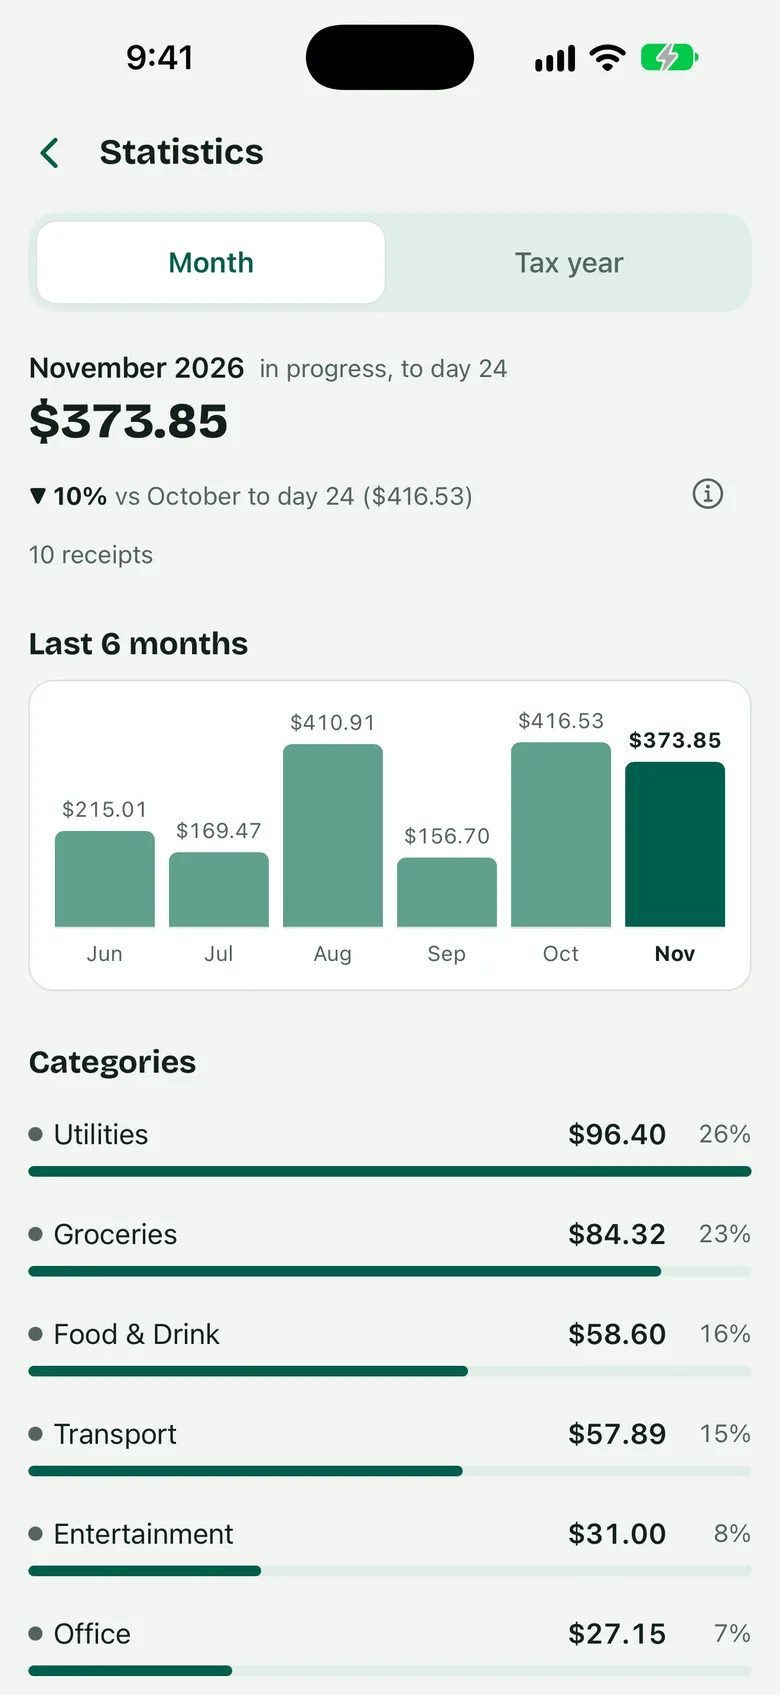 9:41
Statistics
Month Tax year
November 2026 in progress, to day 24
$373.85
▼ 10% vs October to day 24 ($416.53)
10 receipts
Last 6 months
$215.01 $169.47 $410.91 $156.70 $416.53 $373.85
Jun Jul Aug Sep Oct Nov
Categories
Utilities $96.40 26%
Groceries $84.32 23%
Food & Drink $58.60 16%
Transport $57.89 15%
Entertainment $31.00 8%
Office $27.15 7%